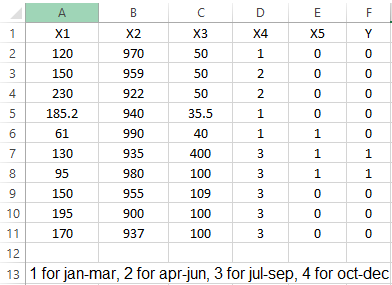 A B C D E F
1 X1 X2 X3 X4 X5 Y
2 120 970 50 1 0 0
3 150 959 50 2 0 0
4 230 922 50 2 0 0
5 185.2 940 35.5 1 0 0
6 61 990 40 1 1 0
7 130 935 400 3 1 1
8 95 980 100 3 1 1
9 150 955 109 3 0 0
10 195 900 100 3 0 0
11 170 937 100 3 0 0
12
13 1 for jan-mar, 2 for apr-jun, 3 for jul-sep, 4 for oct-dec